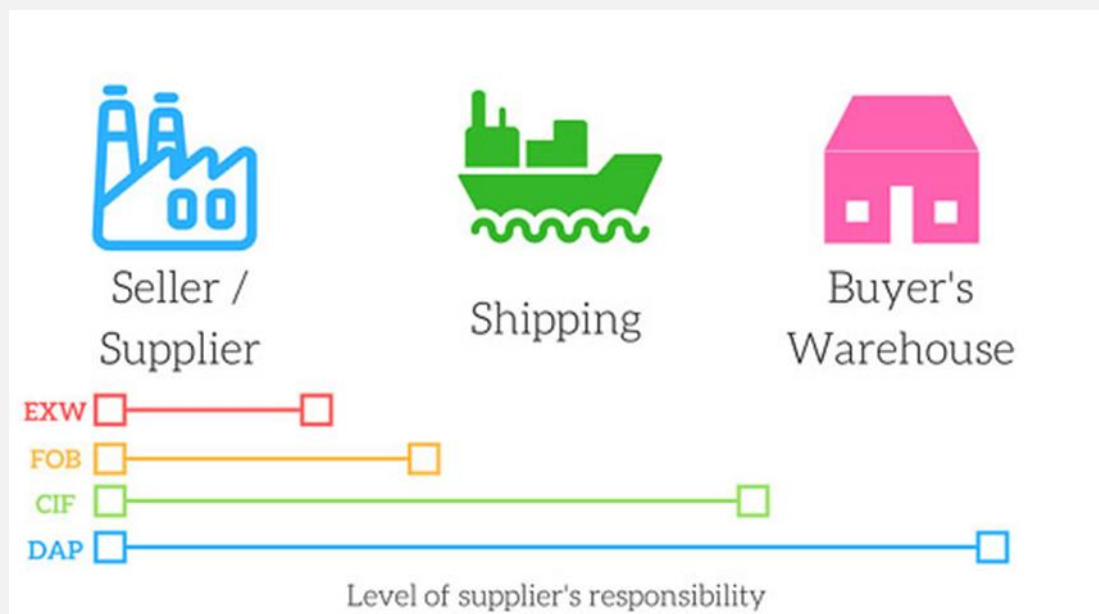 Seller /
Supplier
Shipping
Buyer's
Warehouse
EXW
FOB
CIF
DAP
Level of supplier's responsibility